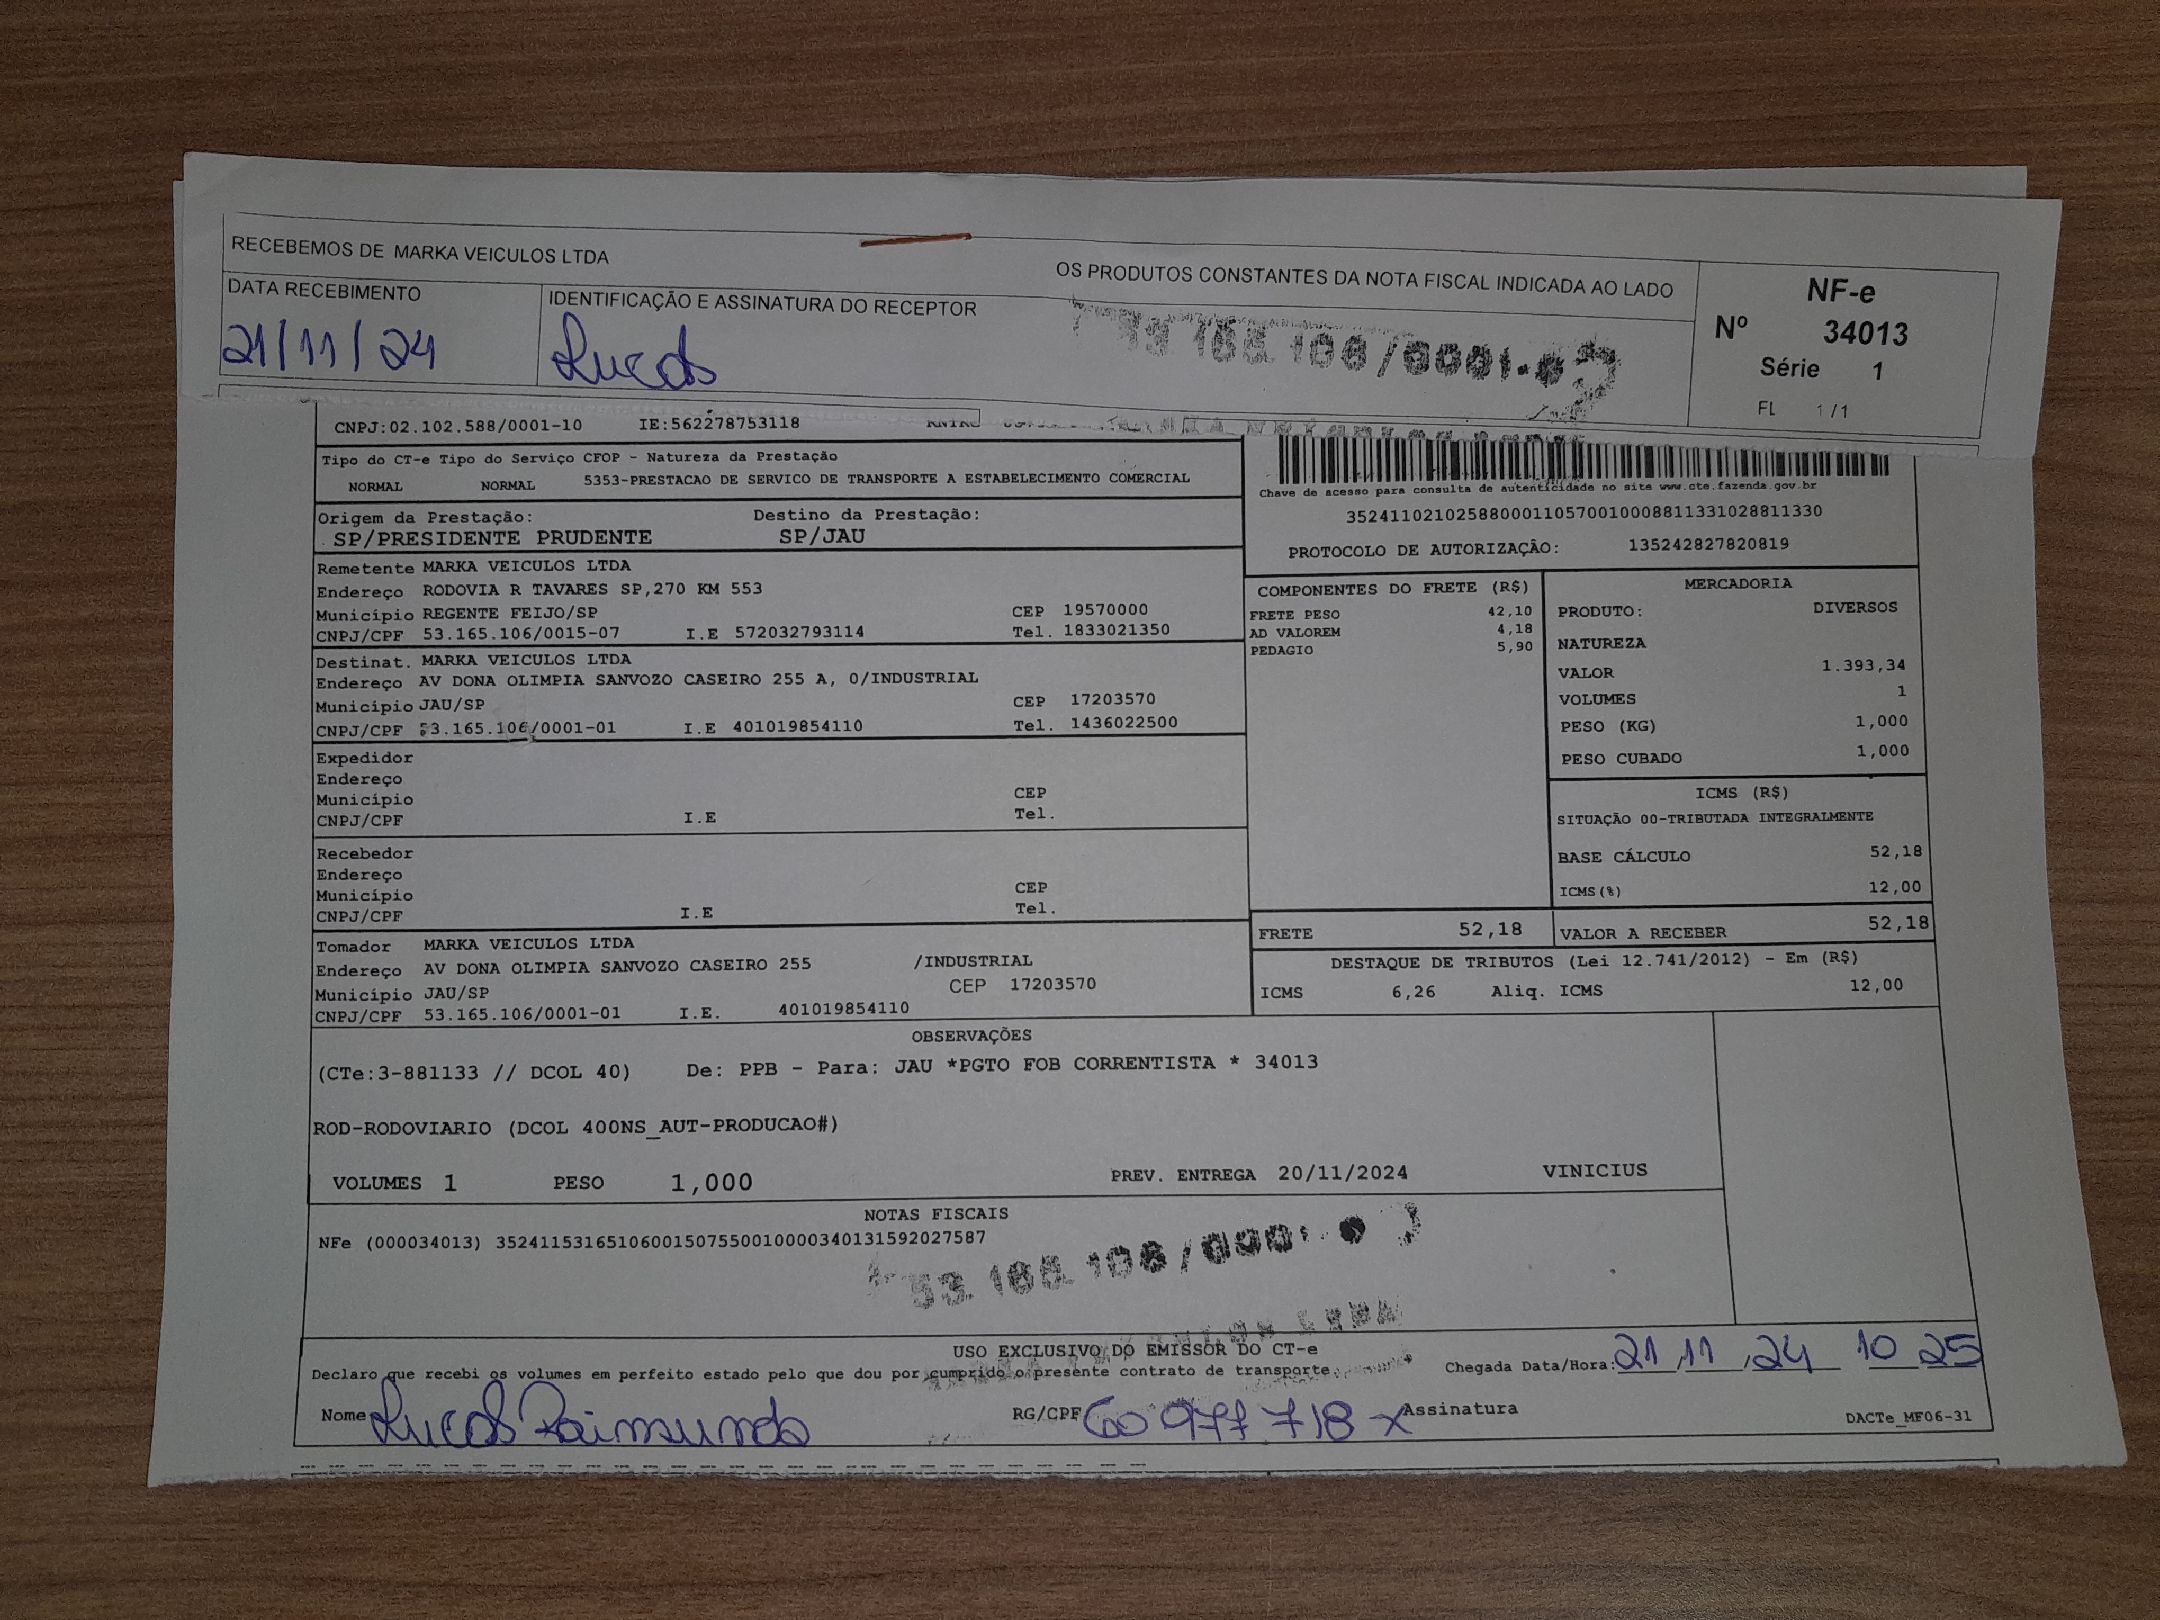 RECEBEMOS DE MARKA VEICULOS LTDA
OS PRODUTOS CONSTANTES DA NOTA FISCAL INDICADA AO LADO
NF-e
Nº 34013
Série 1
FL 1/1
DATA RECEBIMENTO
21/11/24
IDENTIFICAÇÃO E ASSINATURA DO RECEPTOR
Lucas
CNPJ:02.102.588/0001-10 IE:562278753118
Tipo do CT-e Tipo do Serviço CFOP - Natureza da Prestação
NORMAL NORMAL 5353-PRESTACAO DE SERVICO DE TRANSPORTE A ESTABELECIMENTO COMERCIAL
Chave de acesso para consulta de autenticidade no site www.cte.fazenda.gov.br
35241102102588000110570010008811331028811330
PROTOCOLO DE AUTORIZAÇÃO: 135242827820819
Origem da Prestação: Destino da Prestação:
SP/PRESIDENTE PRUDENTE SP/JAU
Remetente MARKA VEICULOS LTDA
Endereço RODOVIA R TAVARES SP,270 KM 553
Município REGENTE FEIJO/SP CEP 19570000
CNPJ/CPF 53.165.106/0015-07 I.E 572032793114 Tel. 1833021350
Destinat. MARKA VEICULOS LTDA
Endereço AV DONA OLIMPIA SANVOZO CASEIRO 255 A, 0/INDUSTRIAL
Município JAU/SP CEP 17203570
CNPJ/CPF 53.165.106/0001-01 I.E 401019854110 Tel. 1436022500
Expedidor
Endereço
Município CEP
CNPJ/CPF I.E Tel.
Recebedor
Endereço
Município CEP
CNPJ/CPF I.E Tel.
Tomador MARKA VEICULOS LTDA
Endereço AV DONA OLIMPIA SANVOZO CASEIRO 255 /INDUSTRIAL
Município JAU/SP CEP 17203570
CNPJ/CPF 53.165.106/0001-01 I.E. 401019854110
COMPONENTES DO FRETE (R$)
FRETE PESO 42,10
AD VALOREM 4,18
PEDAGIO 5,90
MERCADORIA
PRODUTO: DIVERSOS
NATUREZA
VALOR 1.393,34
VOLUMES 1
PESO (KG) 1,000
PESO CUBADO 1,000
ICMS (R$)
SITUAÇÃO 00-TRIBUTADA INTEGRALMENTE
BASE CÁLCULO 52,18
ICMS(%) 12,00
FRETE 52,18 VALOR A RECEBER 52,18
DESTAQUE DE TRIBUTOS (Lei 12.741/2012) - Em (R$)
ICMS 6,26 Aliq. ICMS 12,00
OBSERVAÇÕES
(CTe:3-881133 // DCOL 40) De: PPB - Para: JAU *PGTO FOB CORRENTISTA * 34013
ROD-RODOVIARIO (DCOL 400NS_AUT-PRODUCAO#)
VOLUMES 1 PESO 1,000 PREV. ENTREGA 20/11/2024 VINICIUS
NOTAS FISCAIS
NFe (000034013) 35241153165106001507550010000340131592027587
USO EXCLUSIVO DO EMISSOR DO CT-e
Declaro que recebi os volumes em perfeito estado pelo que dou por cumprido o presente contrato de transporte. Chegada Data/Hora: 21 11 24 10 25
Nome Lucas Raimundo RG/CPF 60 977 718 x Assinatura
DACTe_MF06-31